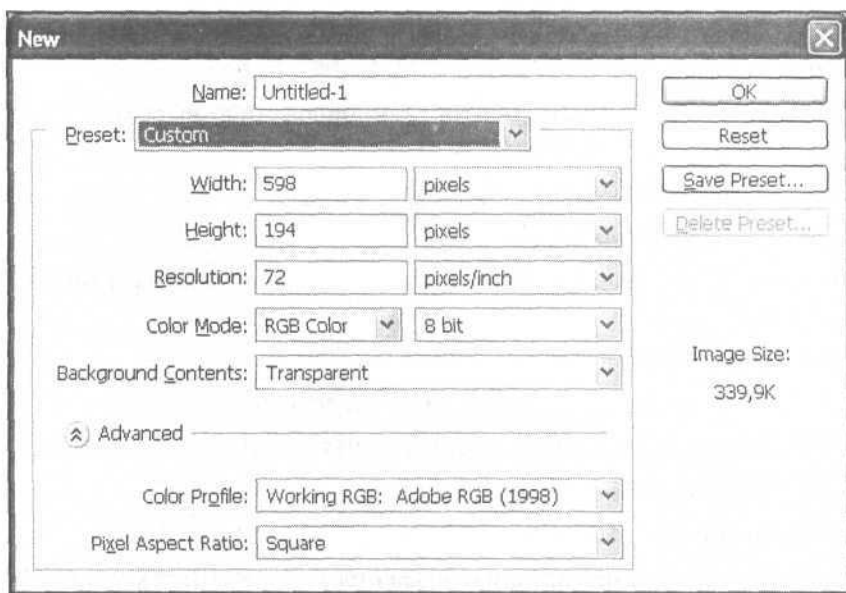 New
Name: Untitled-1
OK
Preset: Custom
Reset
Width: 598 pixels
Save Preset...
Height: 194 pixels
Delete Preset...
Resolution: 72 pixels/inch
Color Mode: RGB Color 8 bit
Image Size:
Background Contents: Transparent
339,9K
Advanced
Color Profile: Working RGB: Adobe RGB (1998)
Pixel Aspect Ratio: Square